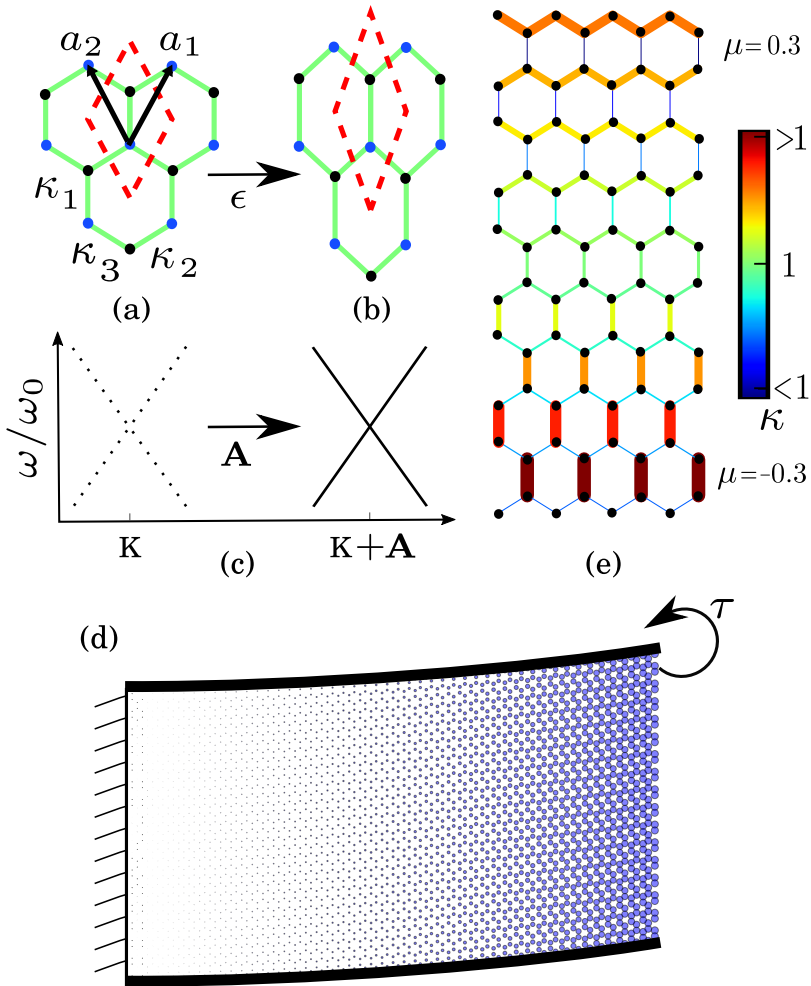 a₂ a₁
κ₁
κ₃ κ₂
ϵ
(a) (b)
μ = 0.3
>1
1
<1
κ
μ = -0.3
(e)
ω/ω₀
A
K
K+A
(c)
(d)
τ